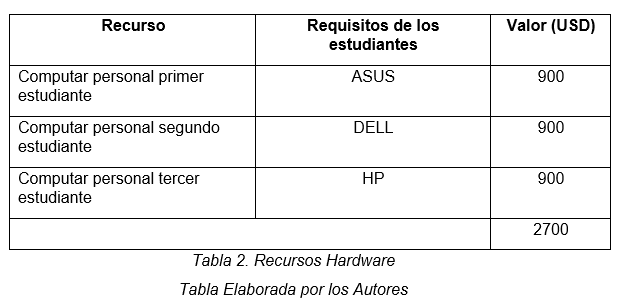 Recurso
Requisitos de los
estudiantes
Valor (USD)
Computar personal primer
estudiante
ASUS
900
Computar personal segundo
estudiante
DELL
900
Computar personal tercer
estudiante
HP
900
2700
Tabla 2. Recursos Hardware
Tabla Elaborada por los Autores